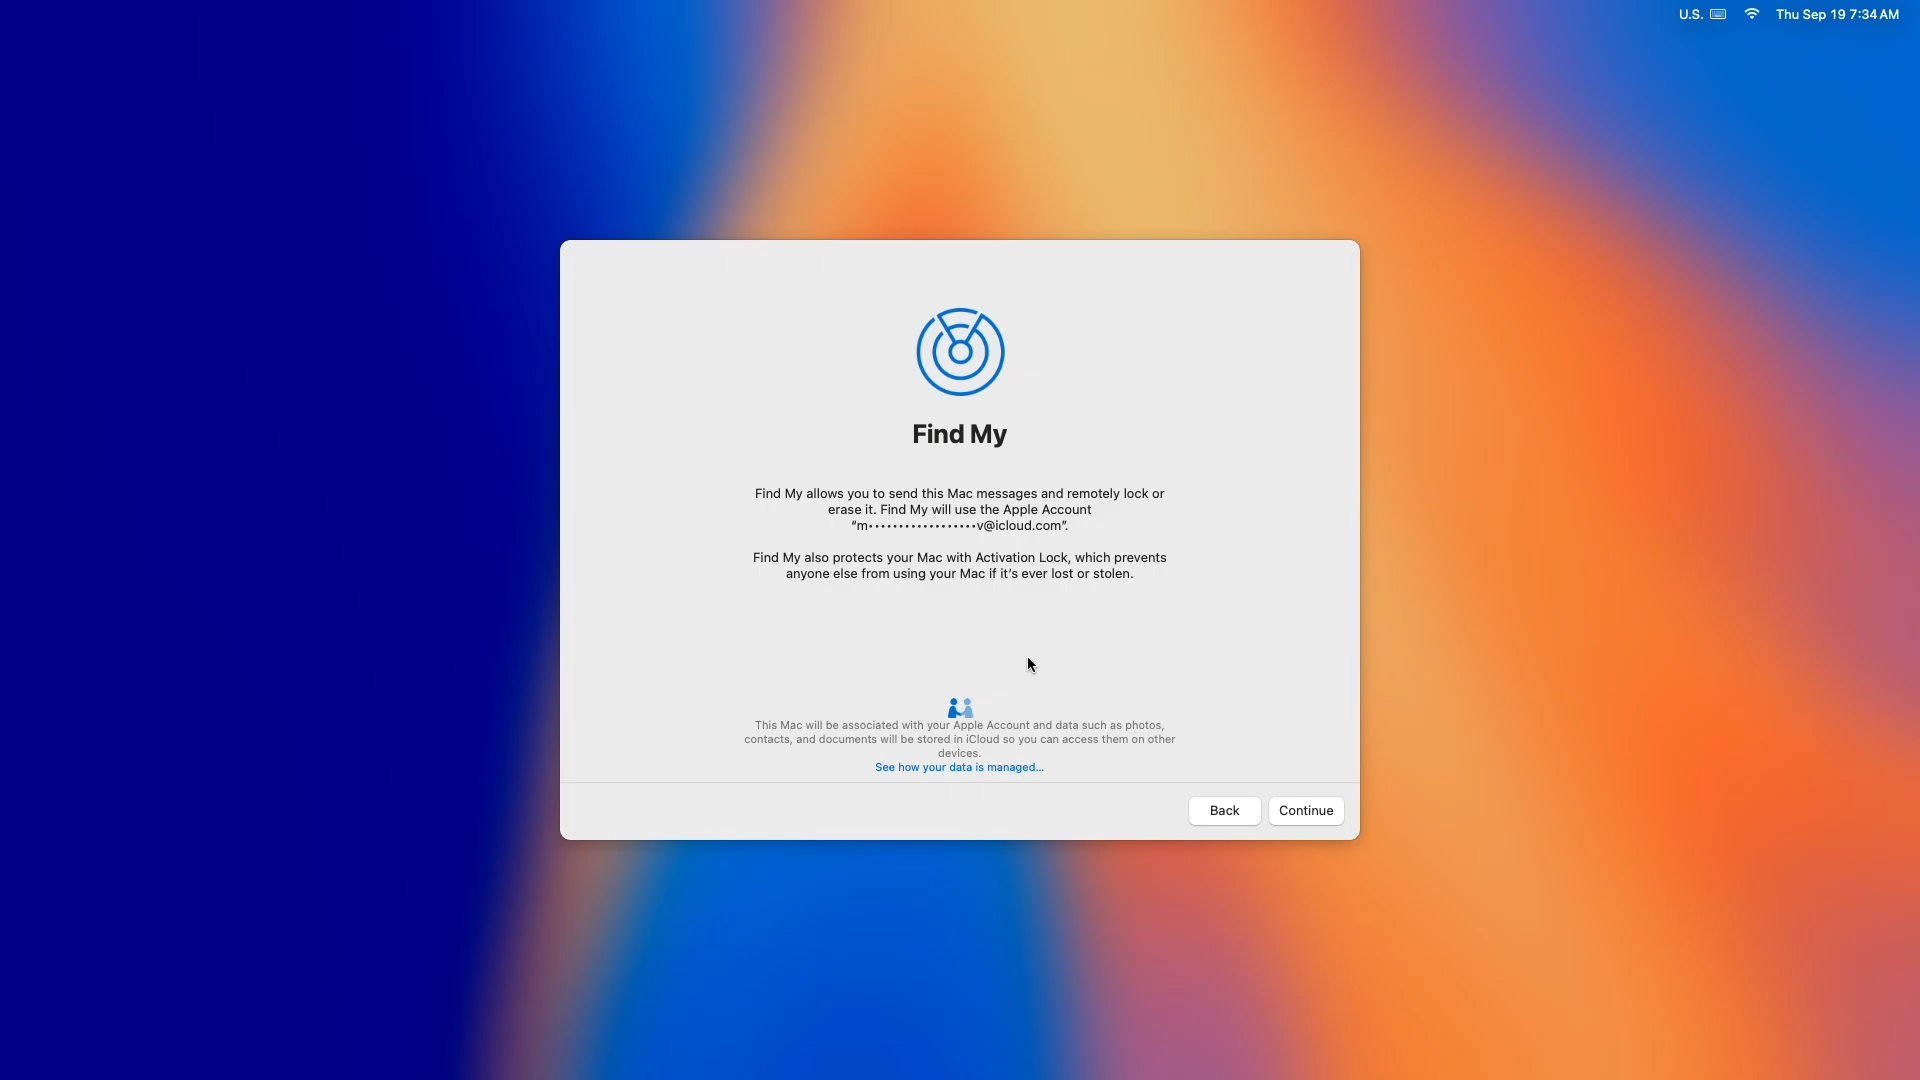 U.S. Thu Sep 19 7:34 AM
Find My
Find My allows you to send this Mac messages and remotely lock or
erase it. Find My will use the Apple Account
“m••••••••••••••••••v@icloud.com”.
Find My also protects your Mac with Activation Lock, which prevents
anyone else from using your Mac if it’s ever lost or stolen.
This Mac will be associated with your Apple Account and data such as photos,
contacts, and documents will be stored in iCloud so you can access them on other
devices.
See how your data is managed...
Back Continue